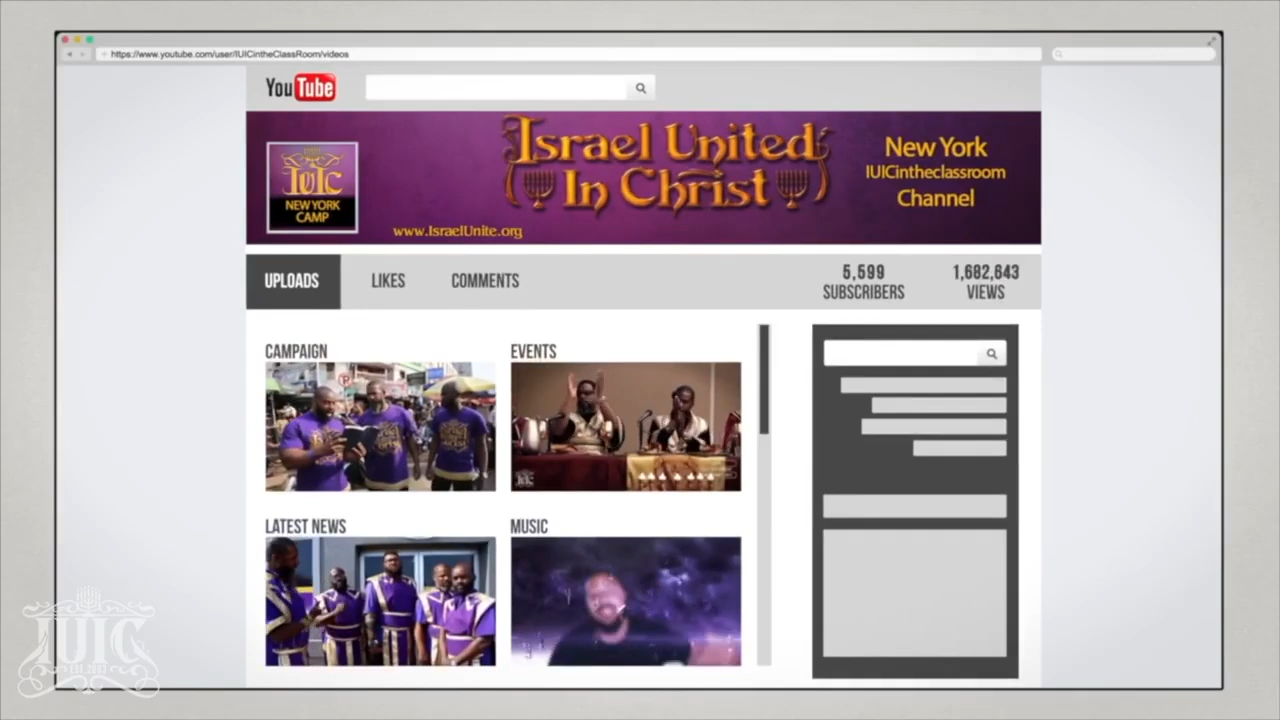 https://www.youtube.com/user/IUICintheClassRoom/videos
YouTube
Israel United
In Christ
IUIC
NEW YORK
CAMP
www.IsraelUnite.org
New York
IUICintheclassroom
Channel
UPLOADS
LIKES
COMMENTS
5,599
SUBSCRIBERS
1,682,643
VIEWS
CAMPAIGN
EVENTS
LATEST NEWS
MUSIC
IUIC
EST 2003